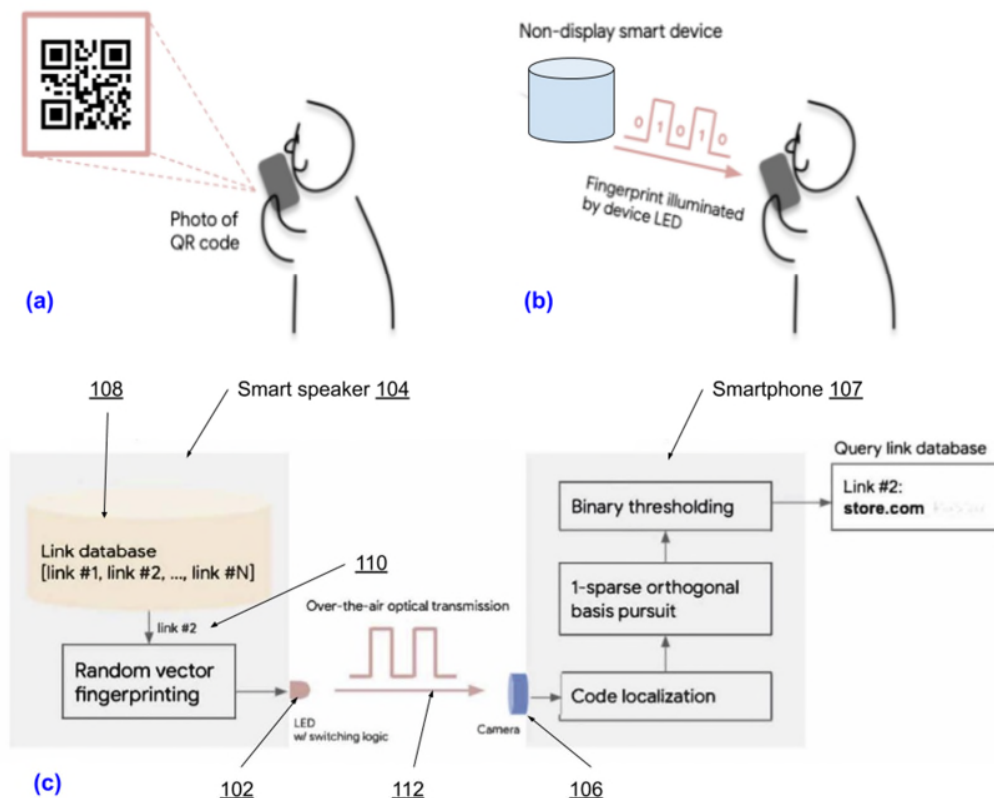 Photo of
QR code
(a)
Non-display smart device
0 1 0 1 0
Fingerprint illuminated
by device LED
(b)
108
Smart speaker 104
Smartphone 107
Link database
[link #1, link #2, ..., link #N]
110
link #2
Random vector
fingerprinting
Over-the-air optical transmission
LED
w/ switching logic
102
112
Camera
106
Binary thresholding
1-sparse orthogonal
basis pursuit
Code localization
Query link database
Link #2:
store.com
(c)